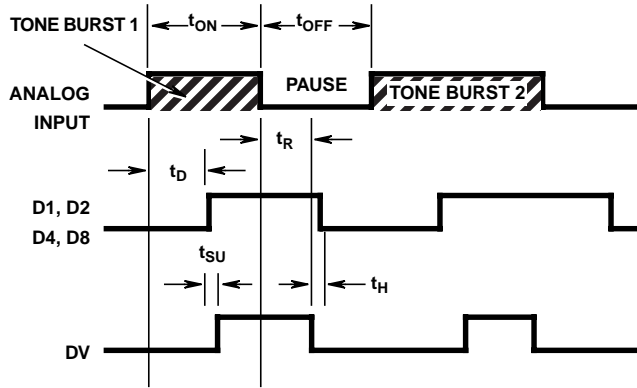 TONE BURST 1
tON
tOFF
ANALOG
INPUT
PAUSE
TONE BURST 2
tR
tD
D1, D2
D4, D8
tSU
tH
DV